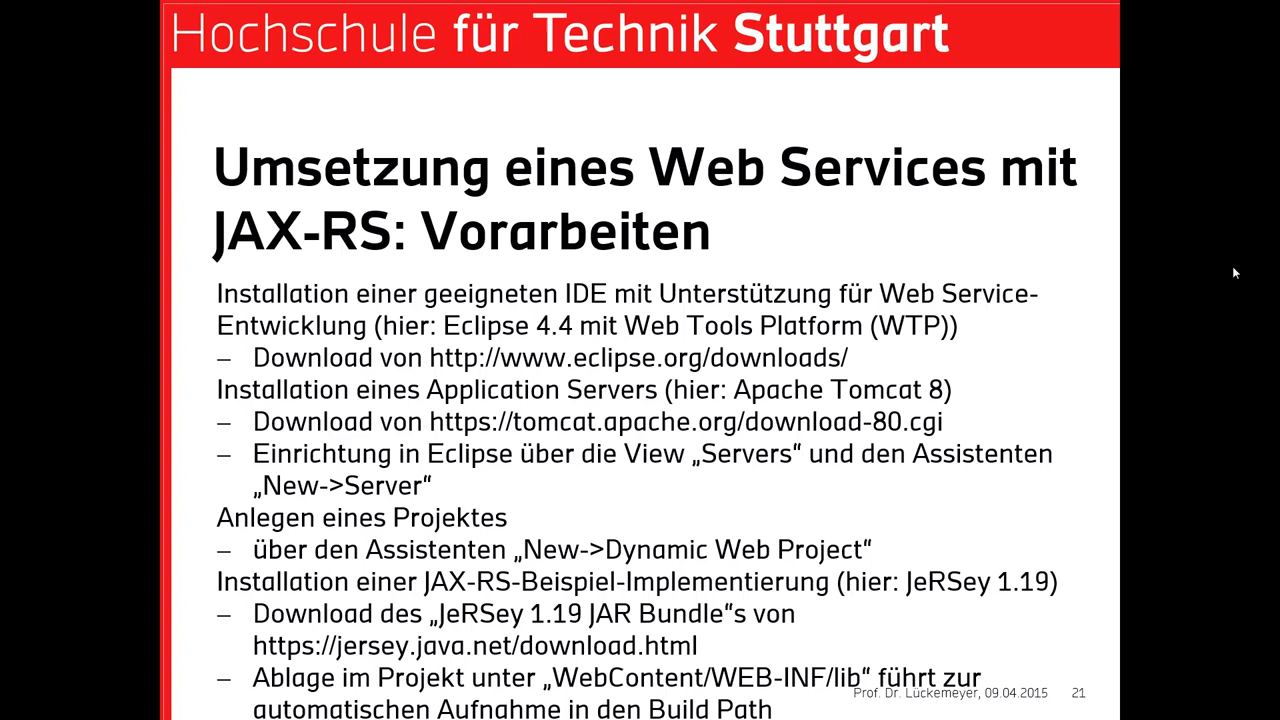 Hochschule für Technik Stuttgart
Umsetzung eines Web Services mit
JAX-RS: Vorarbeiten
Installation einer geeigneten IDE mit Unterstützung für Web Service-
Entwicklung (hier: Eclipse 4.4 mit Web Tools Platform (WTP))
– Download von http://www.eclipse.org/downloads/
Installation eines Application Servers (hier: Apache Tomcat 8)
– Download von https://tomcat.apache.org/download-80.cgi
– Einrichtung in Eclipse über die View „Servers“ und den Assistenten
„New->Server“
Anlegen eines Projektes
– über den Assistenten „New->Dynamic Web Project“
Installation einer JAX-RS-Beispiel-Implementierung (hier: JeRSey 1.19)
– Download des „JeRSey 1.19 JAR Bundle“s von
https://jersey.java.net/download.html
– Ablage im Projekt unter „WebContent/WEB-INF/lib“ führt zur
automatischen Aufnahme in den Build Path
Prof. Dr. Lückemeyer, 09.04.2015 21